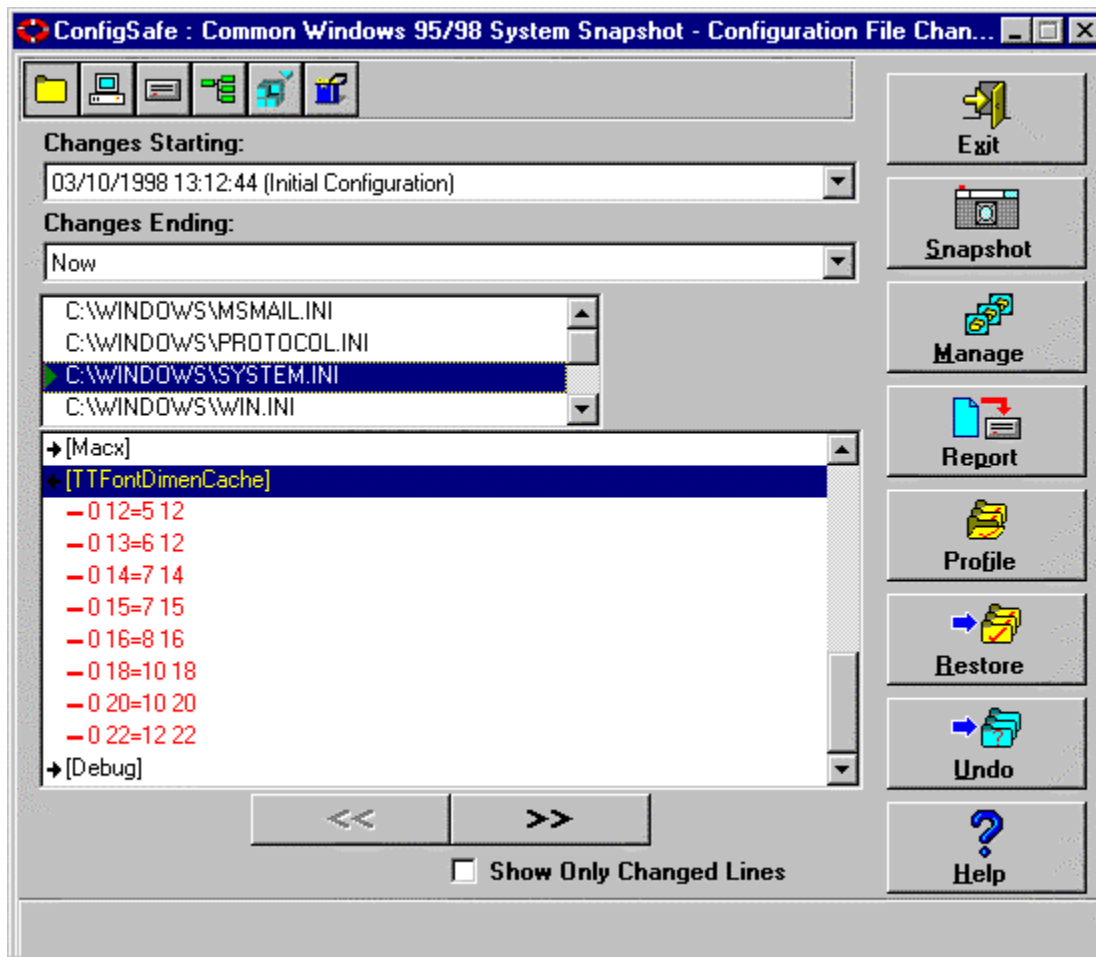 ConfigSafe : Common Windows 95/98 System Snapshot - Configuration File Chan...
Changes Starting:
03/10/1998 13:12:44 (Initial Configuration)
Changes Ending:
Now
C:\WINDOWS\MSMAIL.INI
C:\WINDOWS\PROTOCOL.INI
C:\WINDOWS\SYSTEM.INI
C:\WINDOWS\WIN.INI
[Macx]
[TTFontDimenCache]
0 12=5 12
0 13=6 12
0 14=7 14
0 15=7 15
0 16=8 16
0 18=10 18
0 20=10 20
0 22=12 22
[Debug]
<< >>
Show Only Changed Lines
Exit
Snapshot
Manage
Report
Profile
Restore
Undo
Help